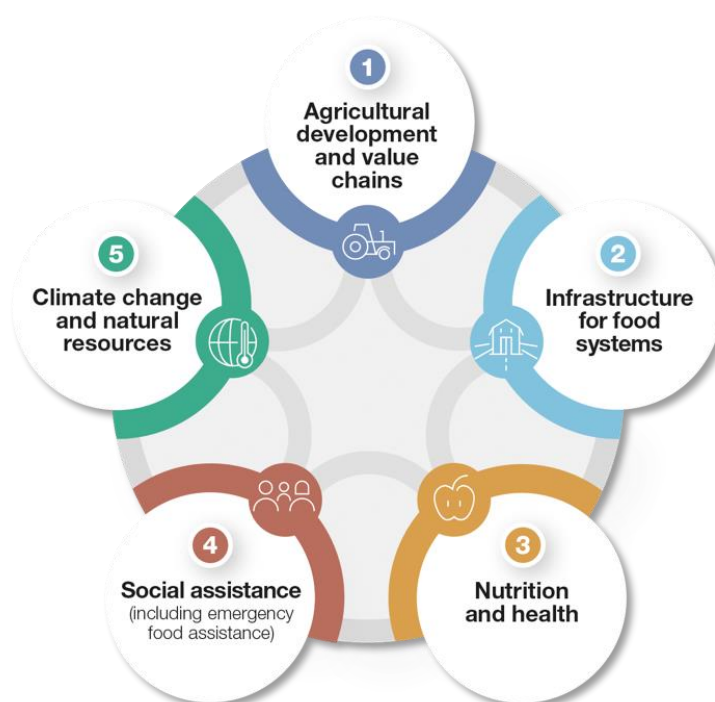 1
Agricultural
development
and value
chains
2
Infrastructure
for food
systems
3
Nutrition
and health
4
Social assistance
(including emergency
food assistance)
5
Climate change
and natural
resources